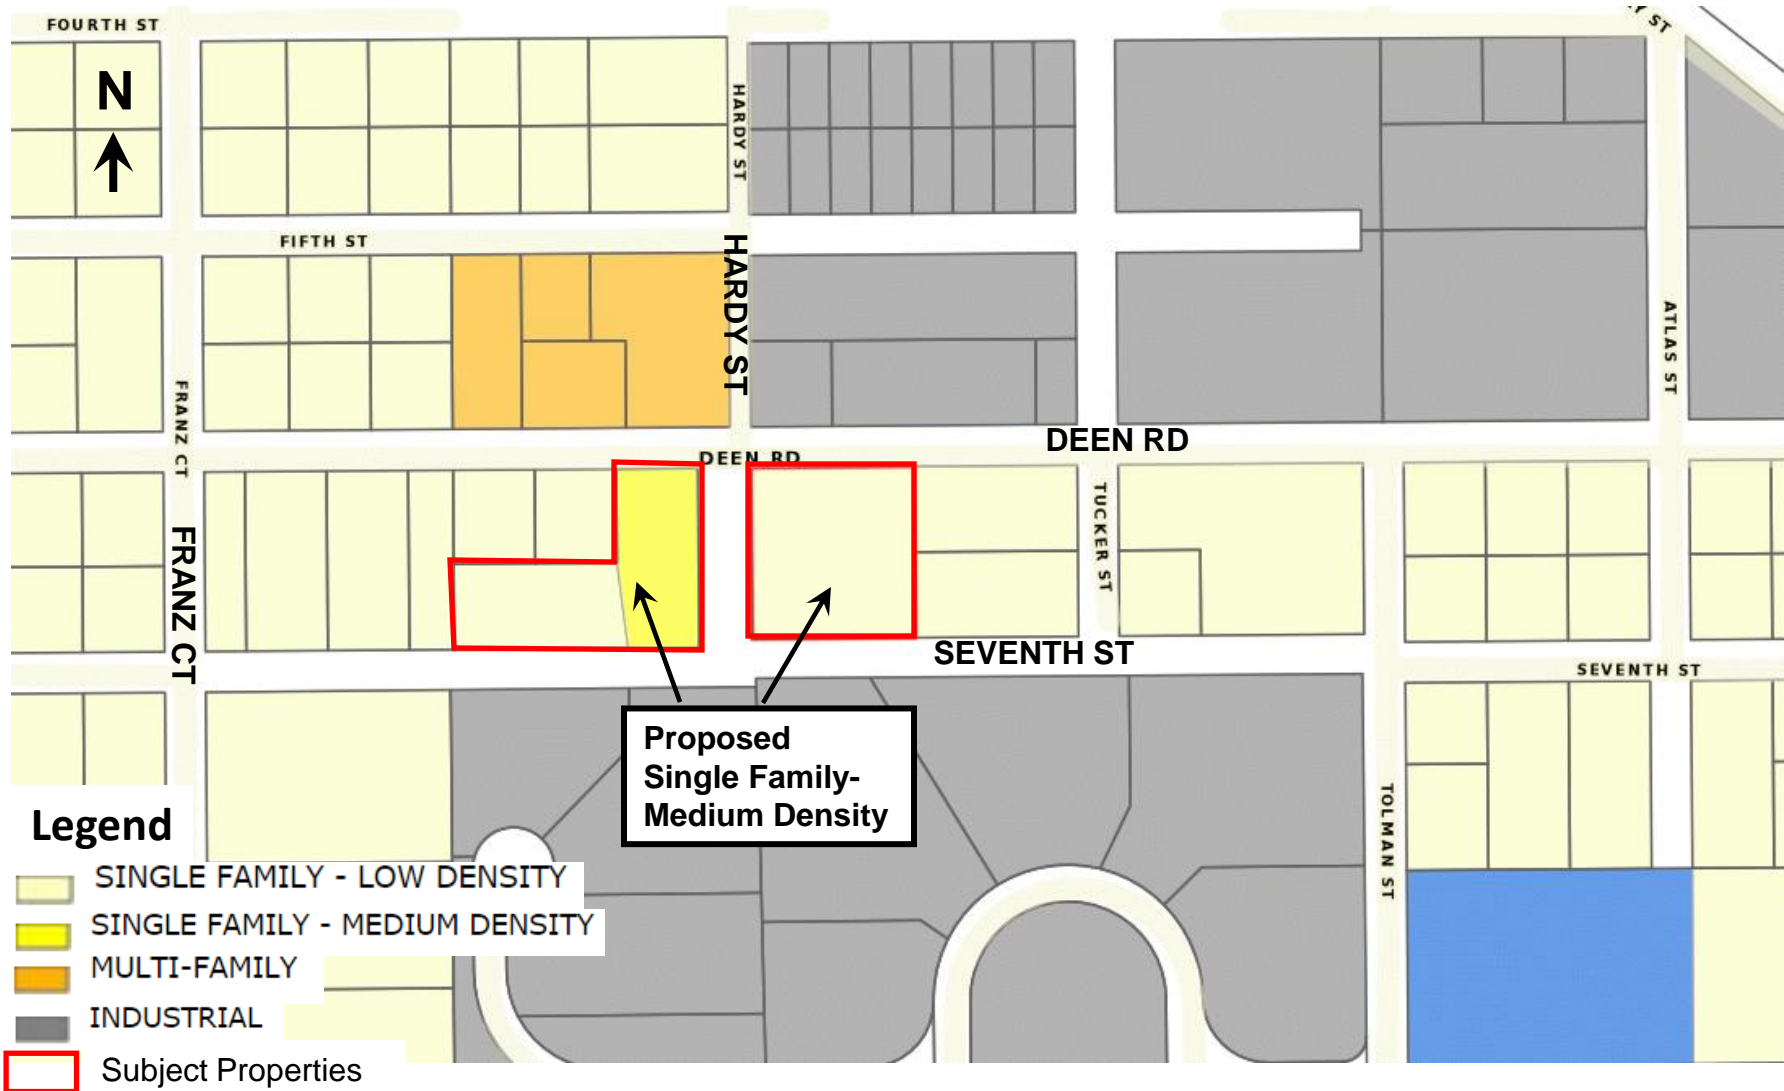 FOURTH ST
N
HARDY ST
FIFTH ST
HARDY ST
ATLAS ST
FRANZ CT
DEEN RD
DEEN RD
TUCKER ST
FRANZ CT
SEVENTH ST
SEVENTH ST
Proposed
Single Family-
Medium Density
TOLMAN ST
Legend
SINGLE FAMILY - LOW DENSITY
SINGLE FAMILY - MEDIUM DENSITY
MULTI-FAMILY
INDUSTRIAL
Subject Properties